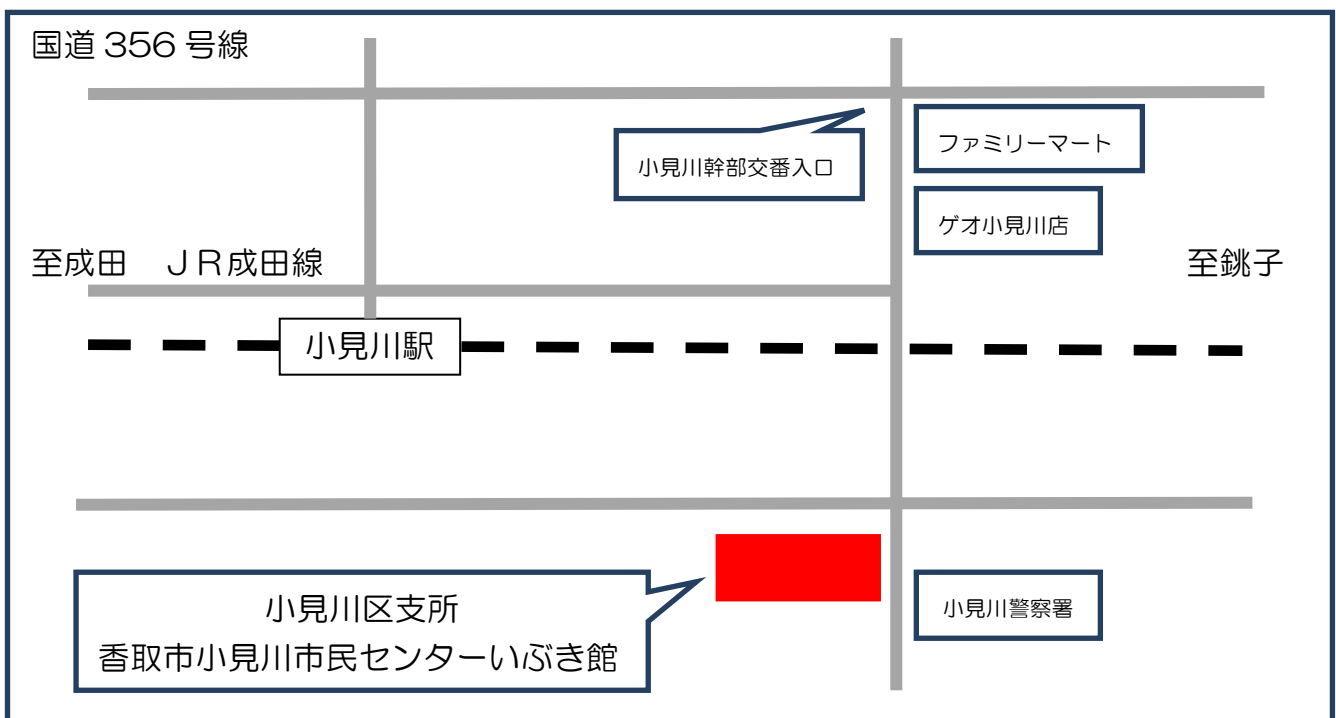 国道 356 号線
ファミリーマート
小見川幹部交番入口
ゲオ小見川店
至成田　ＪＲ成田線
至銚子
小見川駅
小見川区支所
香取市小見川市民センターいぶき館
小見川警察署